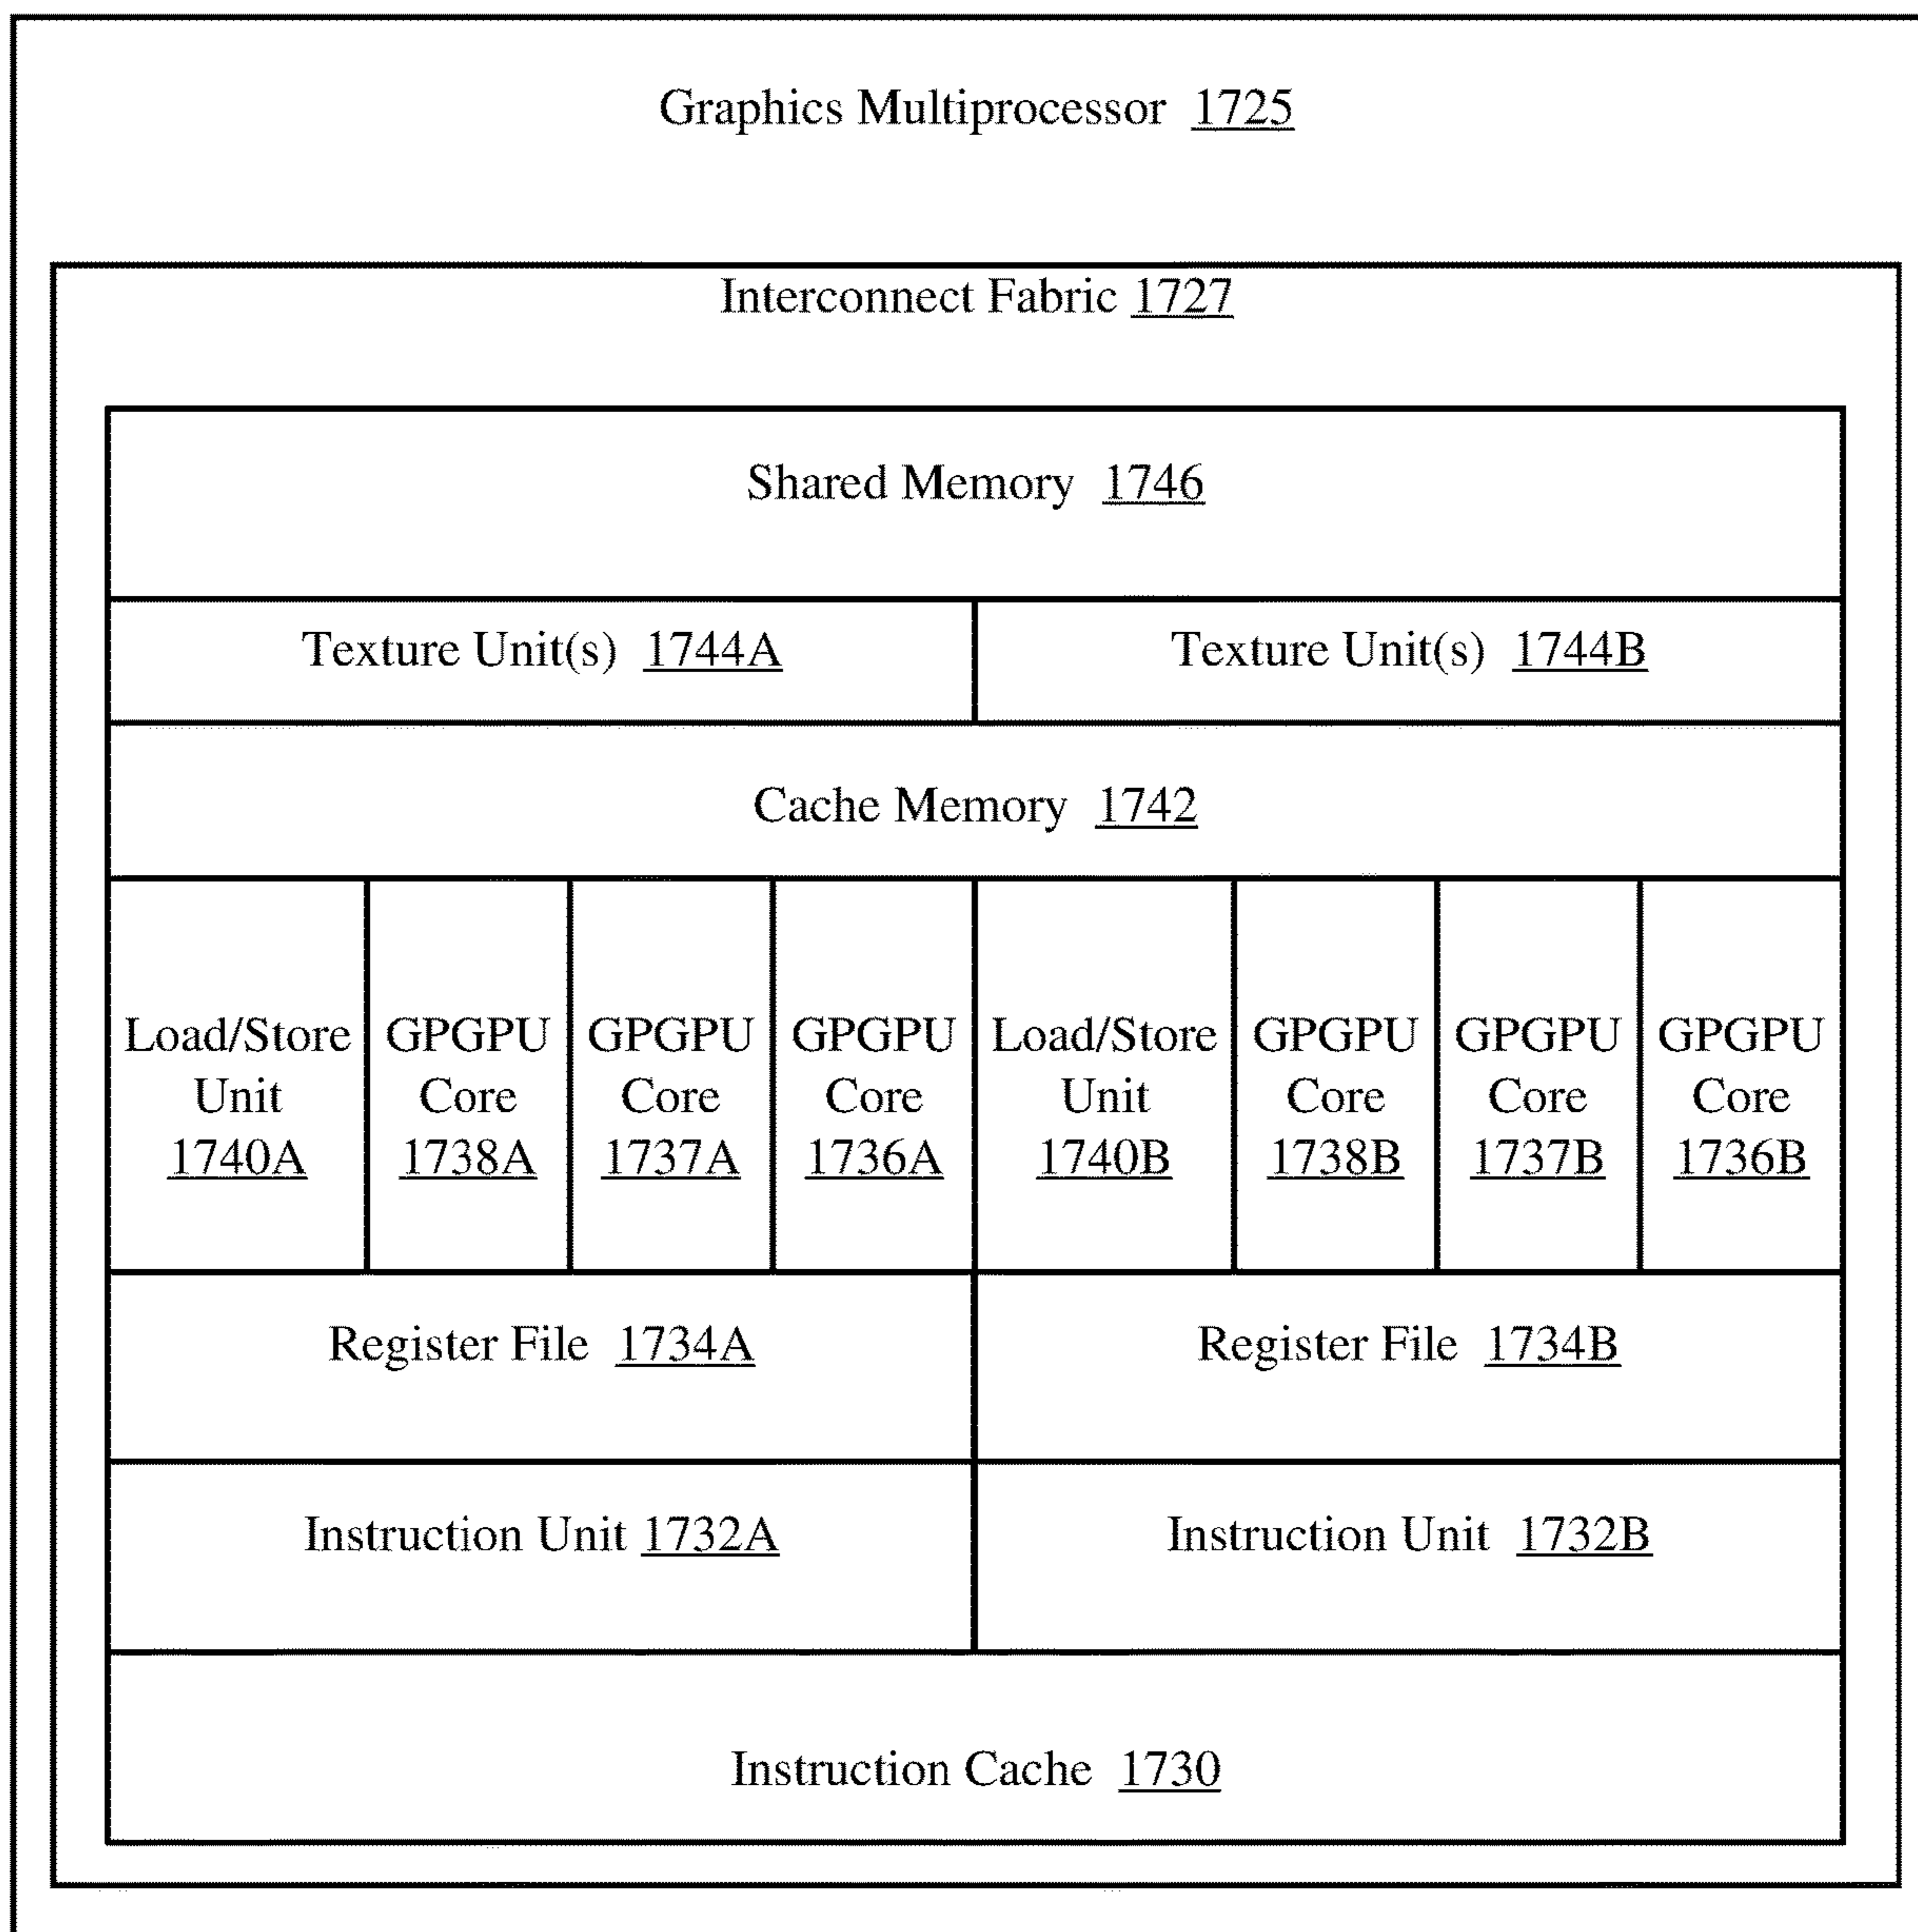 Graphics Multiprocessor 1725
Interconnect Fabric 1727
Shared Memory 1746
Texture Unit(s) 1744A
Texture Unit(s) 1744B
Cache Memory 1742
Load/Store
Unit
1740A
GPGPU
Core
1738A
GPGPU
Core
1737A
GPGPU
Core
1736A
Load/Store
Unit
1740B
GPGPU
Core
1738B
GPGPU
Core
1737B
GPGPU
Core
1736B
Register File 1734A
Register File 1734B
Instruction Unit 1732A
Instruction Unit 1732B
Instruction Cache 1730